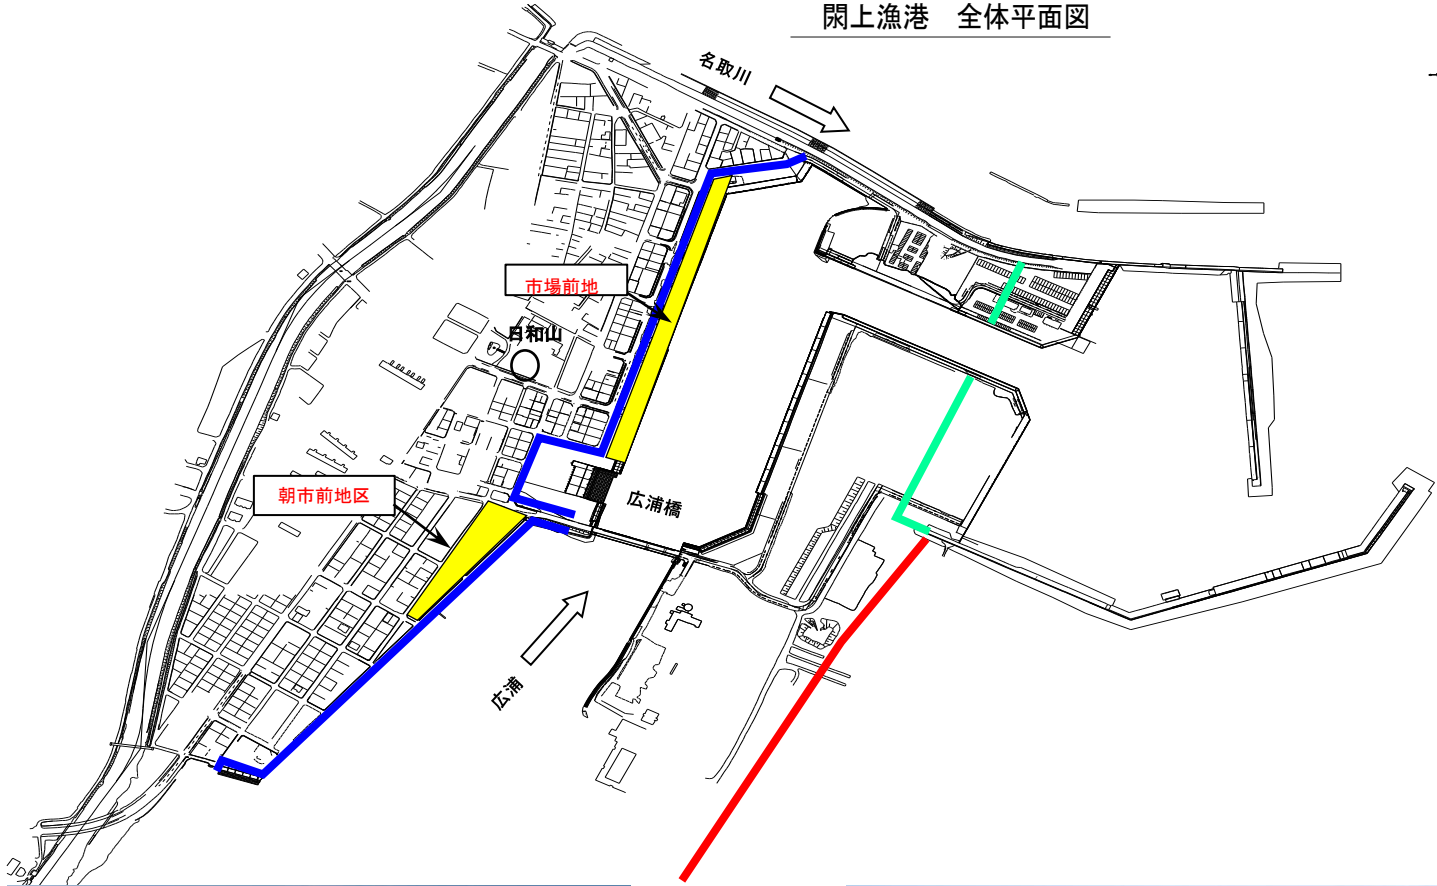 閖上漁港　全体平面図
名取川
市場前地
日和山
朝市前地区
広浦橋
広浦